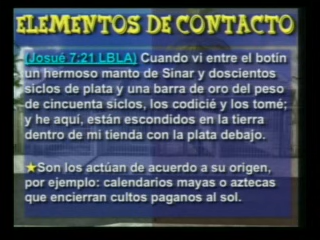 ELEMENTOS DE CONTACTO
(Josué 7:21 LBLA) Cuando vi entre el botín
un hermoso manto de Sinar y doscientos
siclos de plata y una barra de oro del peso
de cincuenta siclos, los codicié y los tomé;
y he aquí, están escondidos en la tierra
dentro de mi tienda con la plata debajo.
★Son los actúan de acuerdo a su origen,
por ejemplo: calendarios mayas o aztecas
que encierran cultos paganos al sol.